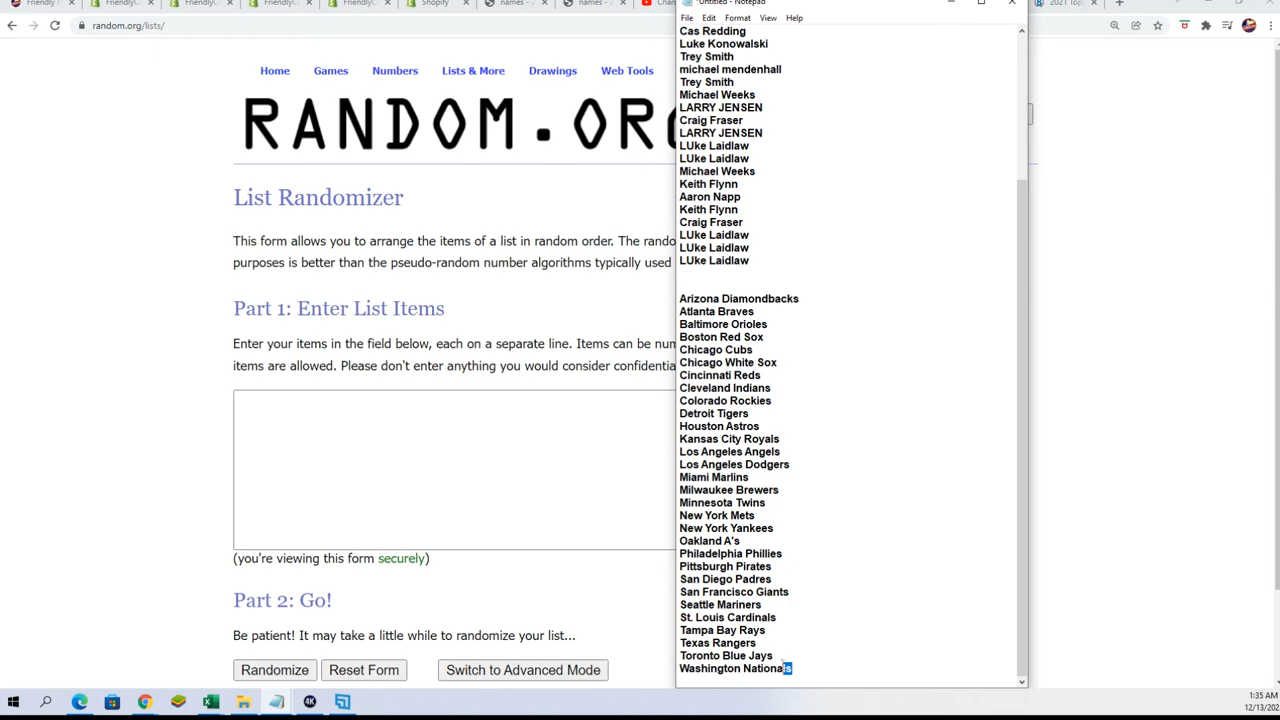 FriendlyC
FriendlyC
FriendlyC
Shopify
names -
names -
2021 Top
random.org/lists/
Home
Games
Numbers
Lists & More
Drawings
Web Tools
RANDOM.ORG
List Randomizer
This form allows you to arrange the items of a list in random order. The
purposes is better than the pseudo-random number algorithms typically used
Part 1: Enter List Items
Enter your items in the field below, each on a separate line. Items can be
items are allowed. Please don't enter anything you would consider
(you're viewing this form securely)
Part 2: Go!
Be patient! It may take a little while to randomize your list...
Randomize
Reset Form
Switch to Advanced Mode
*Untitled - Notepad
File Edit Format View Help
Cas Redding
Luke Konowalski
Trey Smith
michael mendenhall
Trey Smith
Michael Weeks
LARRY JENSEN
Craig Fraser
LARRY JENSEN
LUke Laidlaw
LUke Laidlaw
Michael Weeks
Keith Flynn
Aaron Napp
Keith Flynn
Craig Fraser
LUke Laidlaw
LUke Laidlaw
LUke Laidlaw
Arizona Diamondbacks
Atlanta Braves
Baltimore Orioles
Boston Red Sox
Chicago Cubs
Chicago White Sox
Cincinnati Reds
Cleveland Indians
Colorado Rockies
Detroit Tigers
Houston Astros
Kansas City Royals
Los Angeles Angels
Los Angeles Dodgers
Miami Marlins
Milwaukee Brewers
Minnesota Twins
New York Mets
New York Yankees
Oakland A's
Philadelphia Phillies
Pittsburgh Pirates
San Diego Padres
San Francisco Giants
Seattle Mariners
St. Louis Cardinals
Tampa Bay Rays
Texas Rangers
Toronto Blue Jays
Washington Nationals
1:35 AM
12/13/202